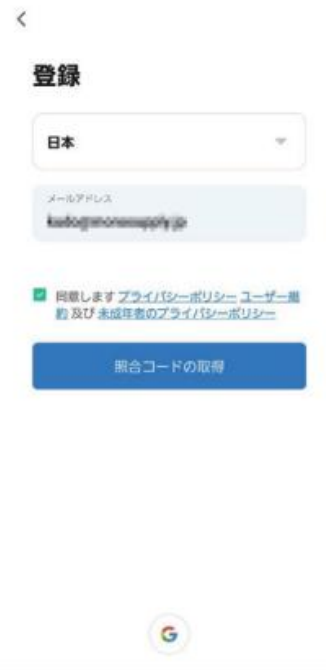 登録
日本
メールアドレス
同意します プライバシーポリシー ユーザー規
約 及び 未成年者のプライバシーポリシー
照合コードの取得